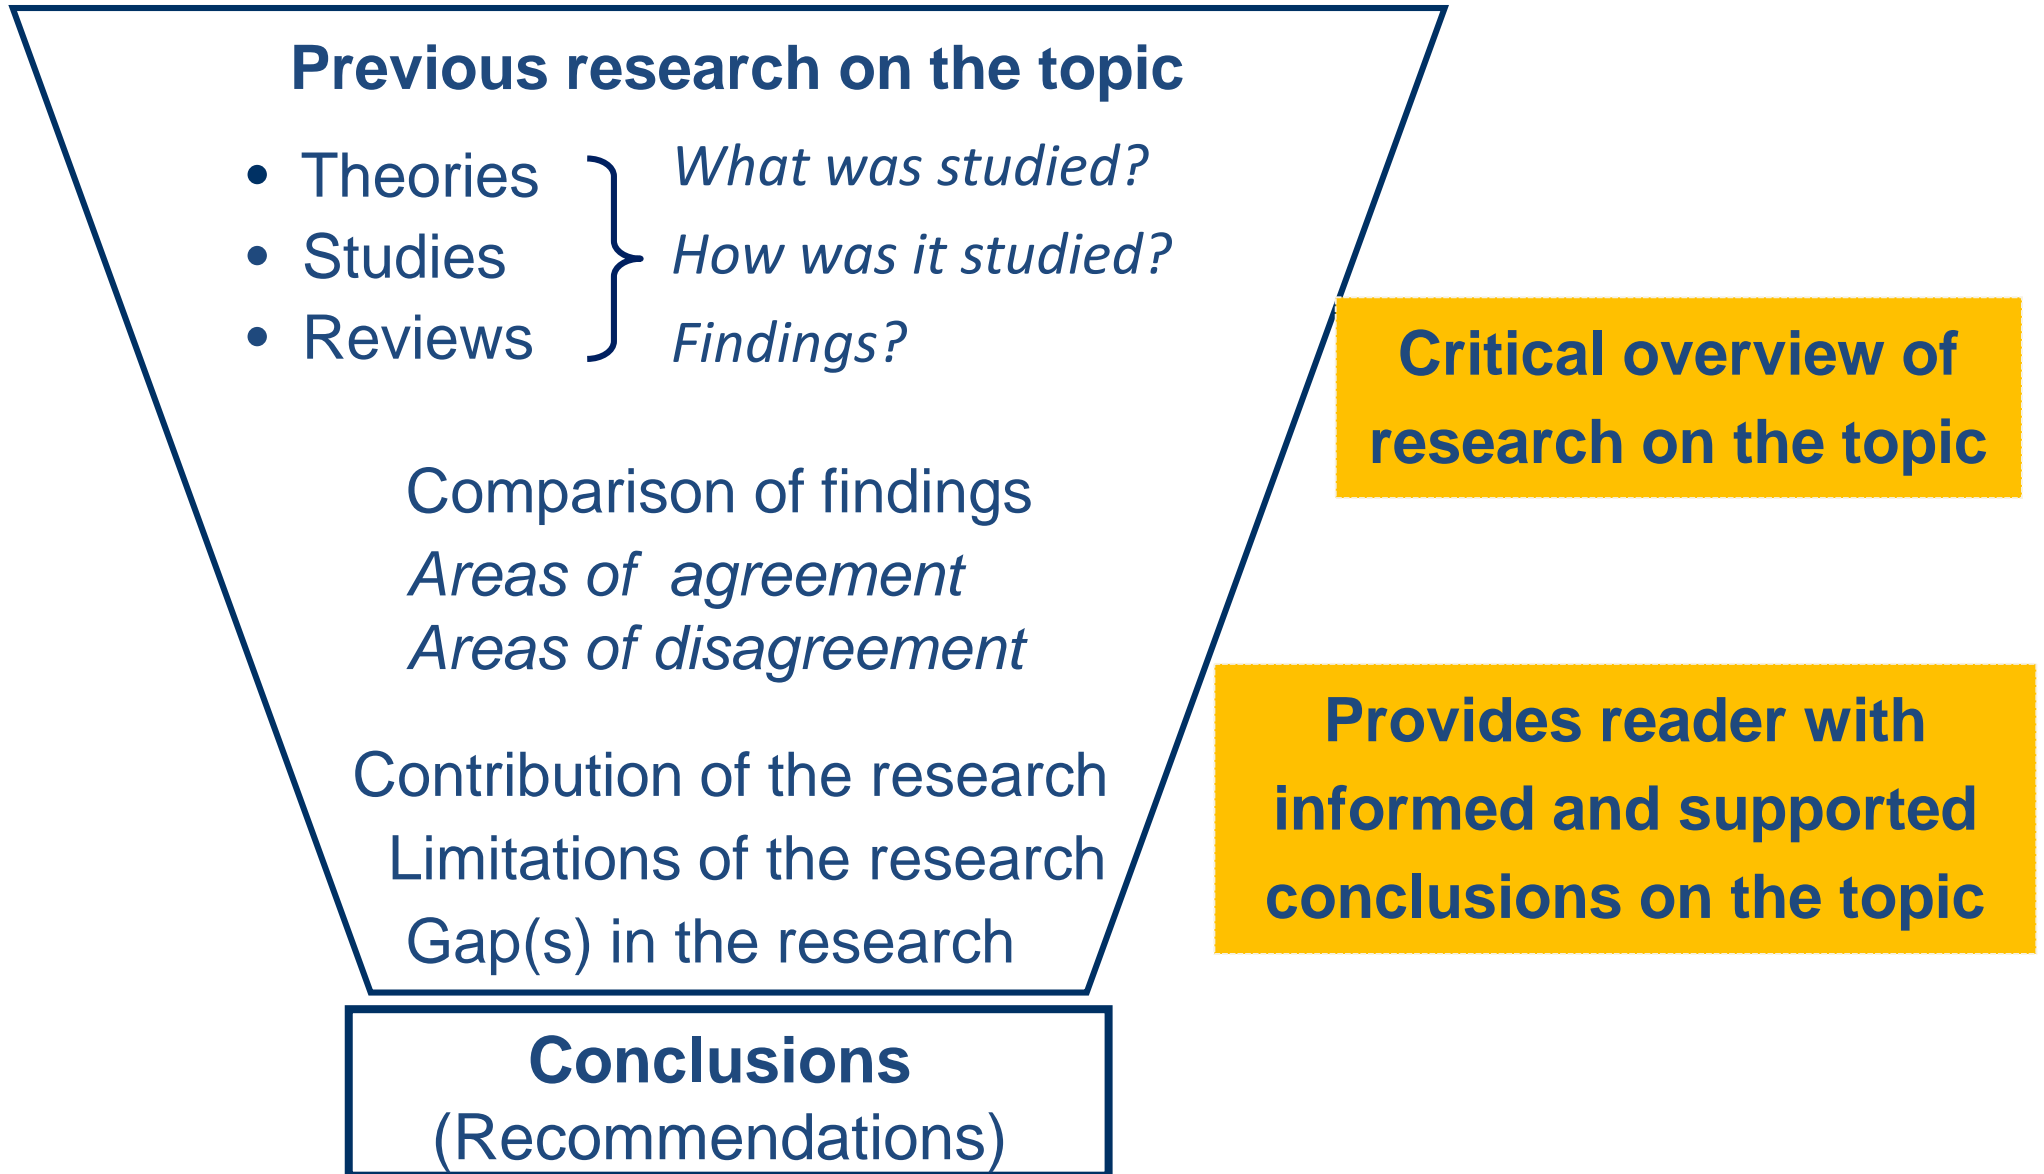 Previous research on the topic
• Theories
• Studies
• Reviews
What was studied?
How was it studied?
Findings?
Comparison of findings
Areas of agreement
Areas of disagreement
Contribution of the research
Limitations of the research
Gap(s) in the research
Conclusions
(Recommendations)
Critical overview of
research on the topic
Provides reader with
informed and supported
conclusions on the topic